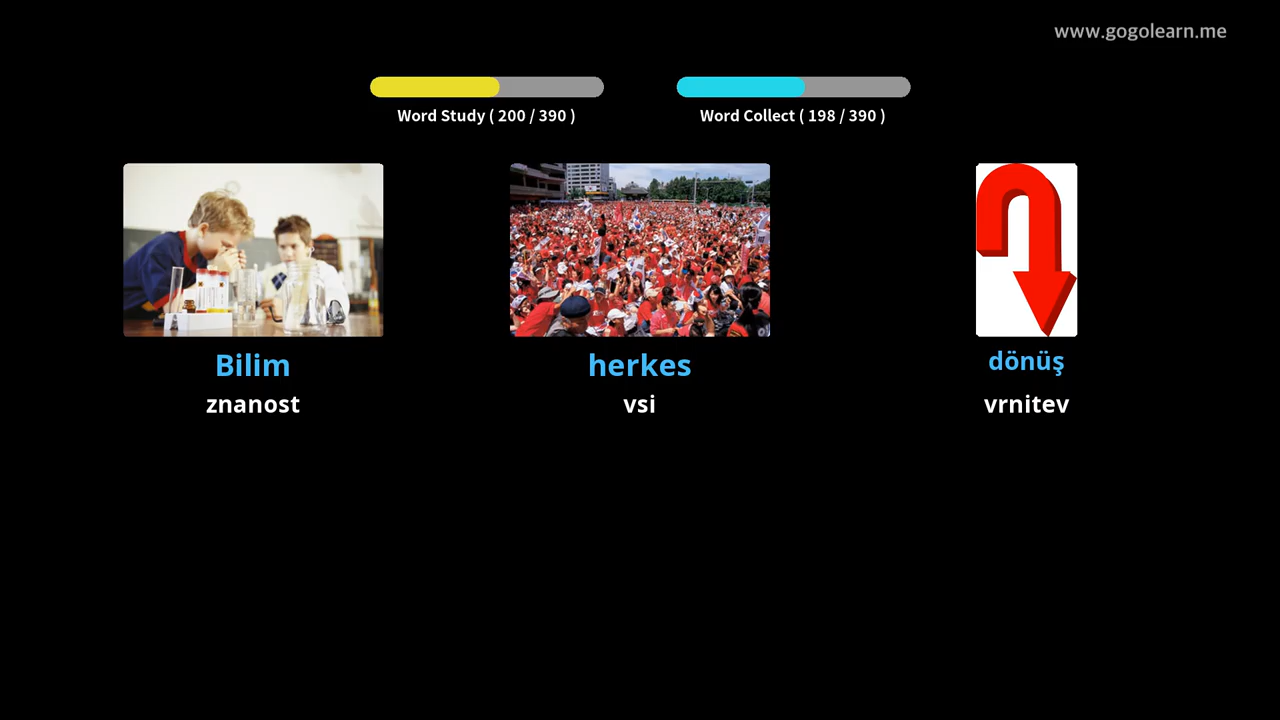 www.gogolearn.me
Word Study ( 200 / 390 )
Word Collect ( 198 / 390 )
Bilim
znanost
herkes
vsi
dönüş
vrnitev